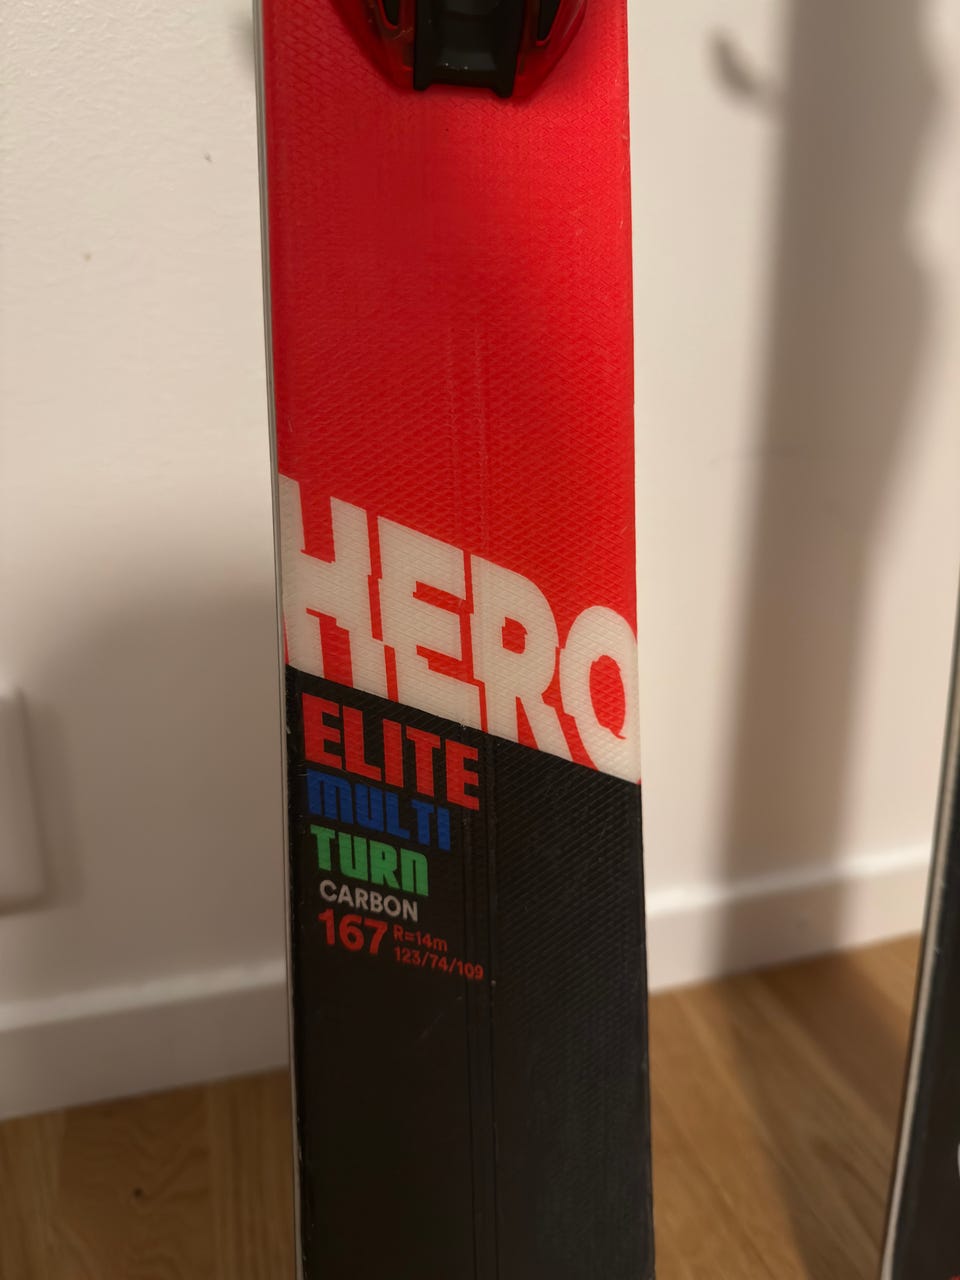 HERO
ELITE
MULTI
TURN
CARBON
167 R=14m
123/74/109